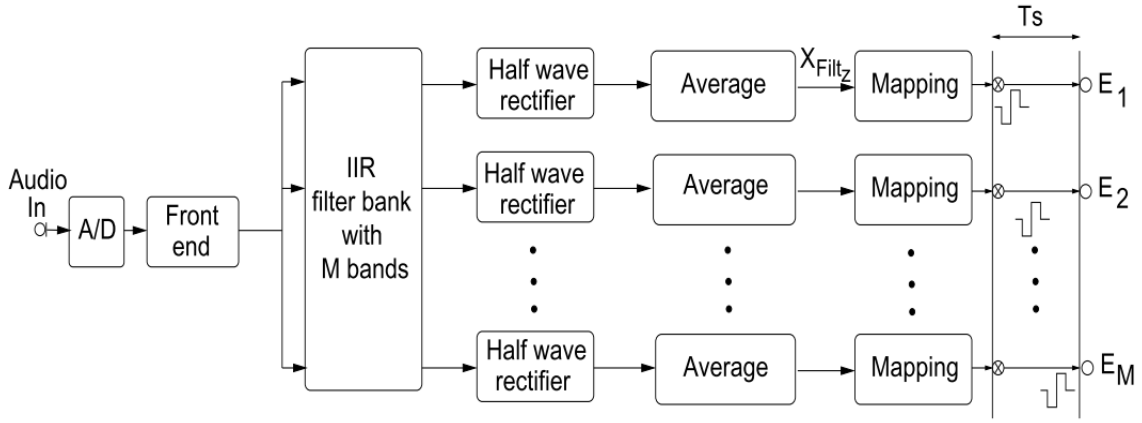 Ts
Half wave
rectifier
Average
X Filt z
Mapping
E 1
Half wave
rectifier
Average
Mapping
E 2
Audio
In
A/D
Front
end
IIR
filter bank
with
M bands
Half wave
rectifier
Average
Mapping
E M